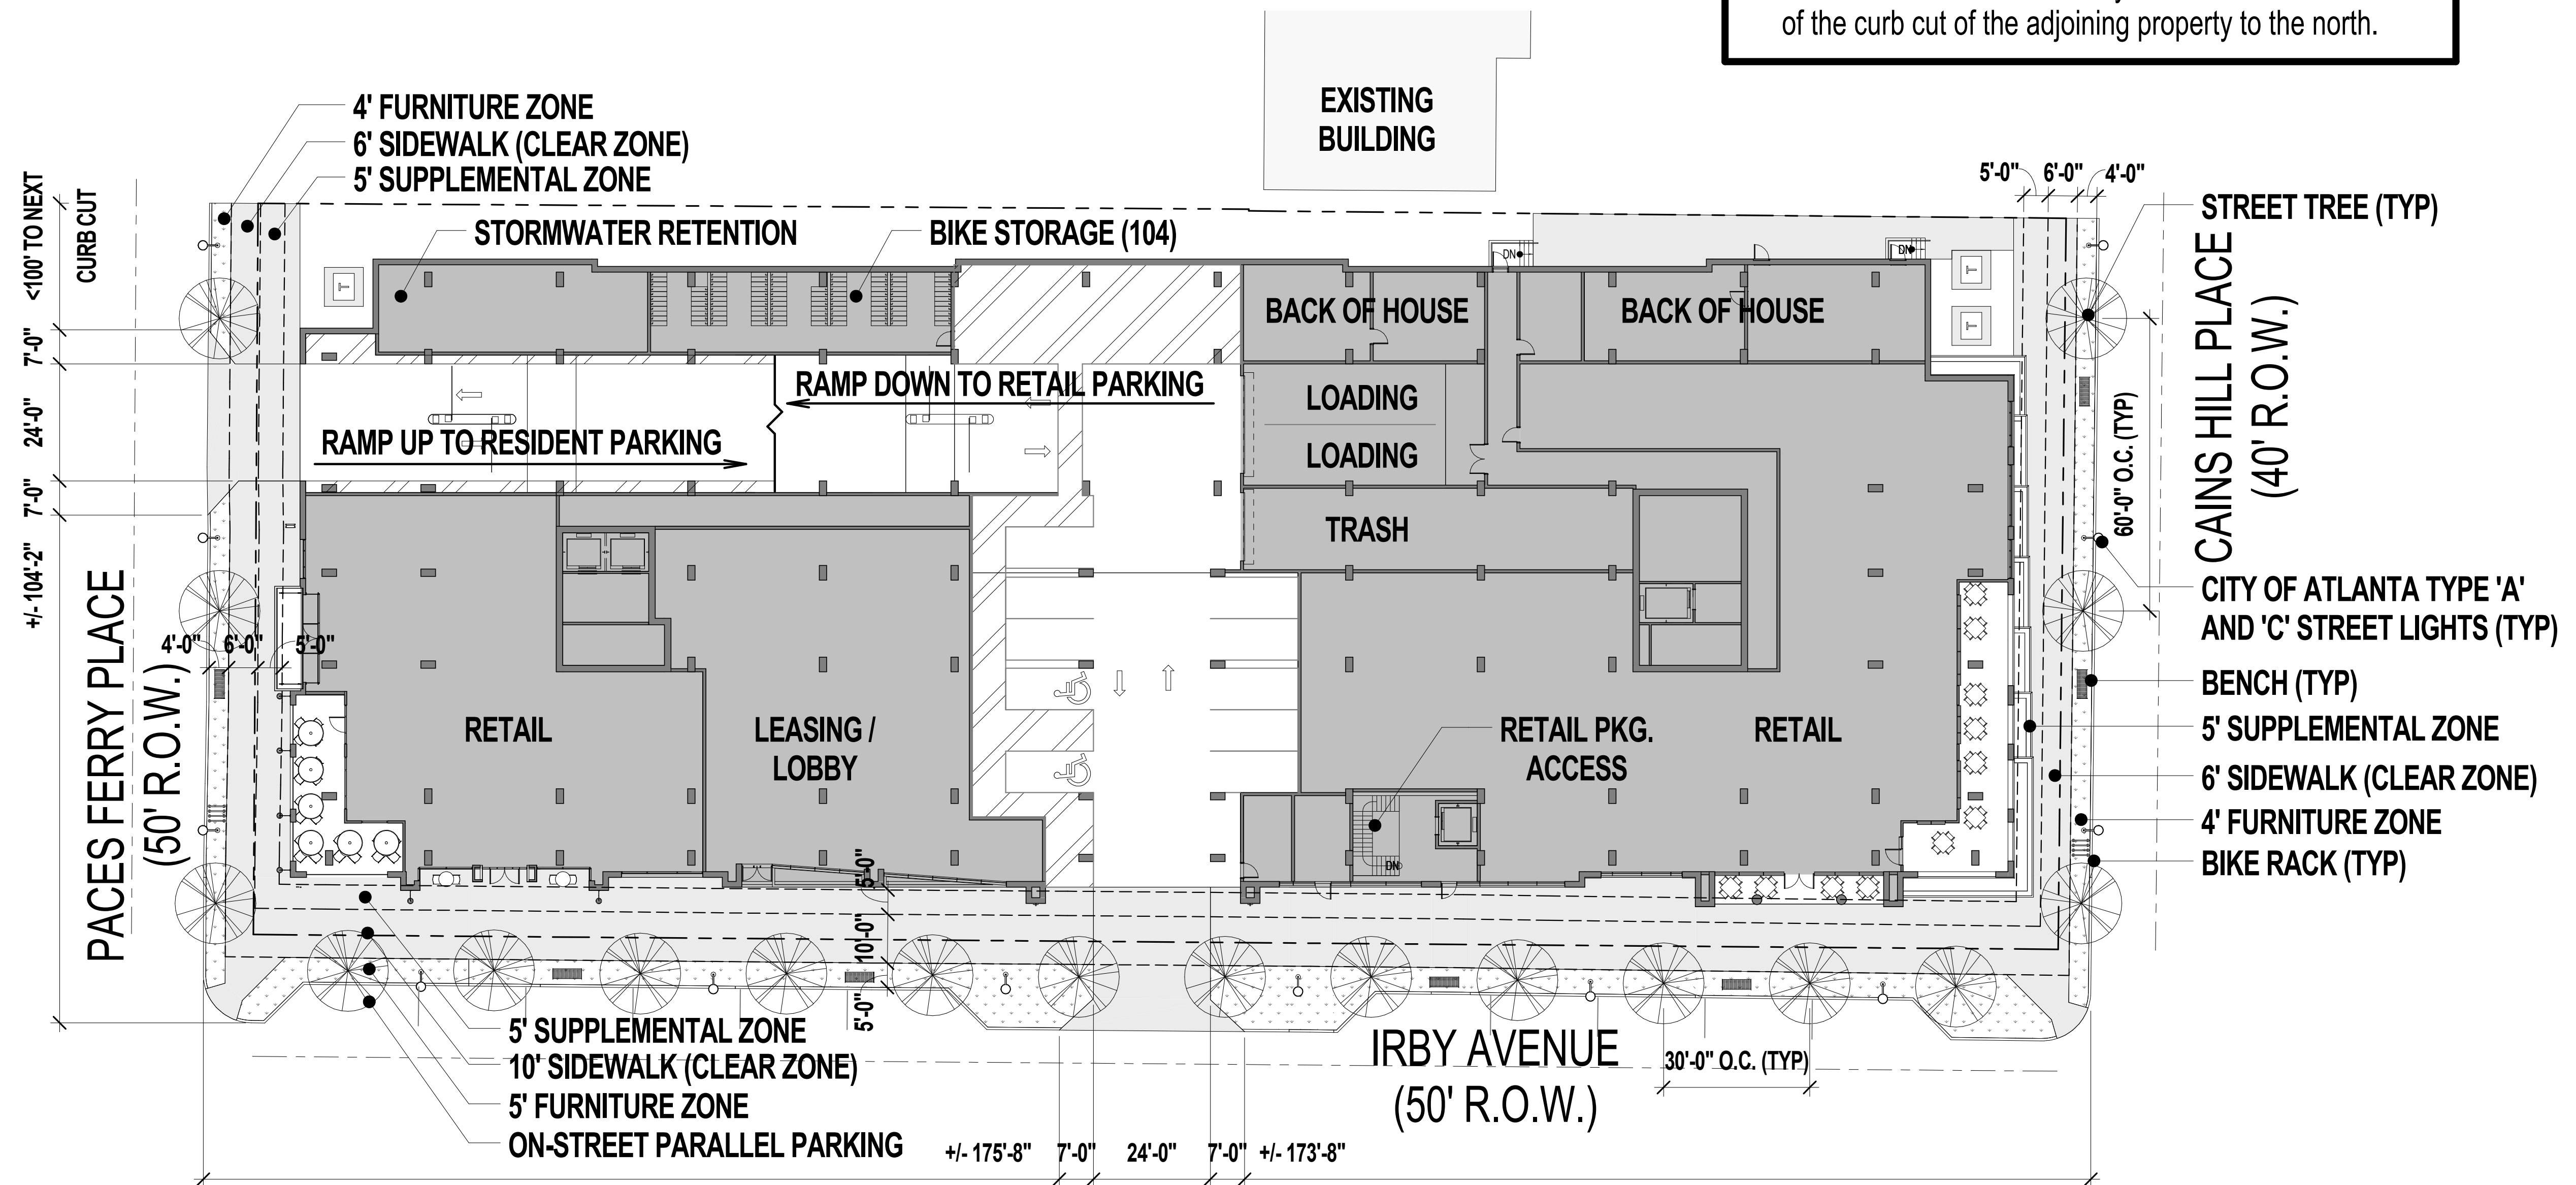 of the curb cut of the adjoining property to the north.
EXISTING
BUILDING
4' FURNITURE ZONE
6' SIDEWALK (CLEAR ZONE)
5' SUPPLEMENTAL ZONE
<100' TO NEXT
CURB CUT
7'-0"
24'-0"
7'-0"
+/- 104'-2"
STORMWATER RETENTION
BIKE STORAGE (104)
5'-0"
6'-0"
4'-0"
STREET TREE (TYP)
CAINS HILL PLACE
(40' R.O.W.)
60'-0" O.C. (TYP)
T
DN
DN
T
T
BACK OF HOUSE
BACK OF HOUSE
RAMP DOWN TO RETAIL PARKING
RAMP UP TO RESIDENT PARKING
LOADING
LOADING
TRASH
PACES FERRY PLACE
(50' R.O.W.)
4'-0"
6'-0"
5'-0"
RETAIL
LEASING /
LOBBY
RETAIL PKG.
ACCESS
RETAIL
DN
CITY OF ATLANTA TYPE 'A'
AND 'C' STREET LIGHTS (TYP)
BENCH (TYP)
5' SUPPLEMENTAL ZONE
6' SIDEWALK (CLEAR ZONE)
4' FURNITURE ZONE
BIKE RACK (TYP)
5'-0"
10'-0"
5'-0"
5' SUPPLEMENTAL ZONE
10' SIDEWALK (CLEAR ZONE)
5' FURNITURE ZONE
ON-STREET PARALLEL PARKING
IRBY AVENUE
(50' R.O.W.)
30'-0" O.C. (TYP)
+/- 175'-8"
7'-0"
24'-0"
7'-0"
+/- 173'-8"